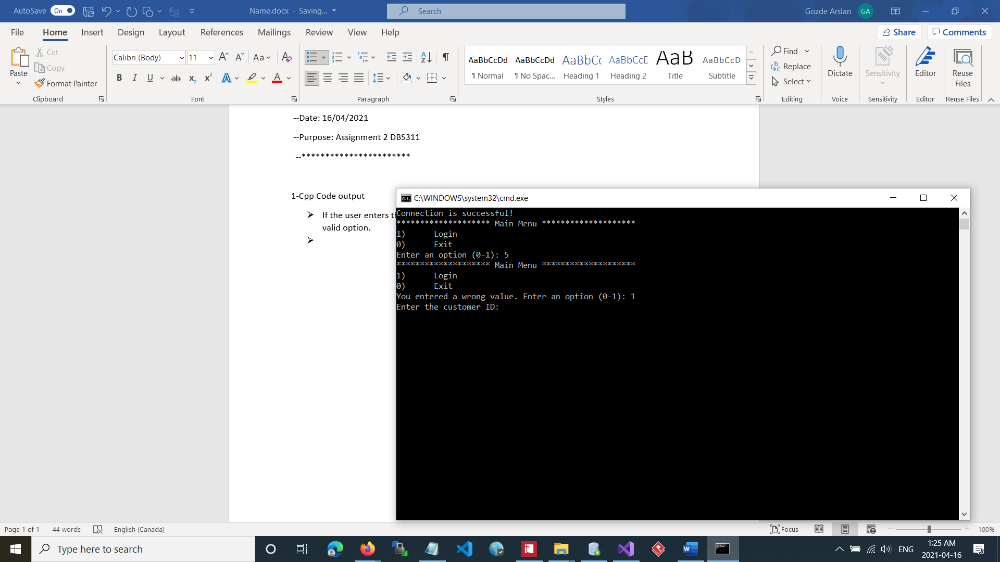 AutoSave On Name.docx - Saving... Search Gozde Arslan GA
File Home Insert Design Layout References Mailings Review View Help Share Comments
Paste
Cut
Copy
Format Painter
Clipboard
Calibri (Body) 11
Font
Paragraph
AaBbCcDd AaBbCcDd AaBbCc AaBbCcD AaB AaBbCcD
¶ Normal ¶ No Spac... Heading 1 Heading 2 Title Subtitle
Styles
Find
Replace
Select
Editing
Dictate
Voice
Sensitivity
Sensitivity
Editor
Editor
Reuse
Files
Reuse Files
--Date: 16/04/2021
--Purpose: Assignment 2 DBS311
--***********************
1-Cpp Code output
If the user enters th
valid option.
C:\WINDOWS\system32\cmd.exe
Connection is successful!
******************** Main Menu ********************
1) Login
0) Exit
Enter an option (0-1): 5
******************** Main Menu ********************
1) Login
0) Exit
You entered a wrong value. Enter an option (0-1): 1
Enter the customer ID:
Page 1 of 1 44 words English (Canada) Focus 100%
Type here to search
ENG
1:25 AM
2021-04-16